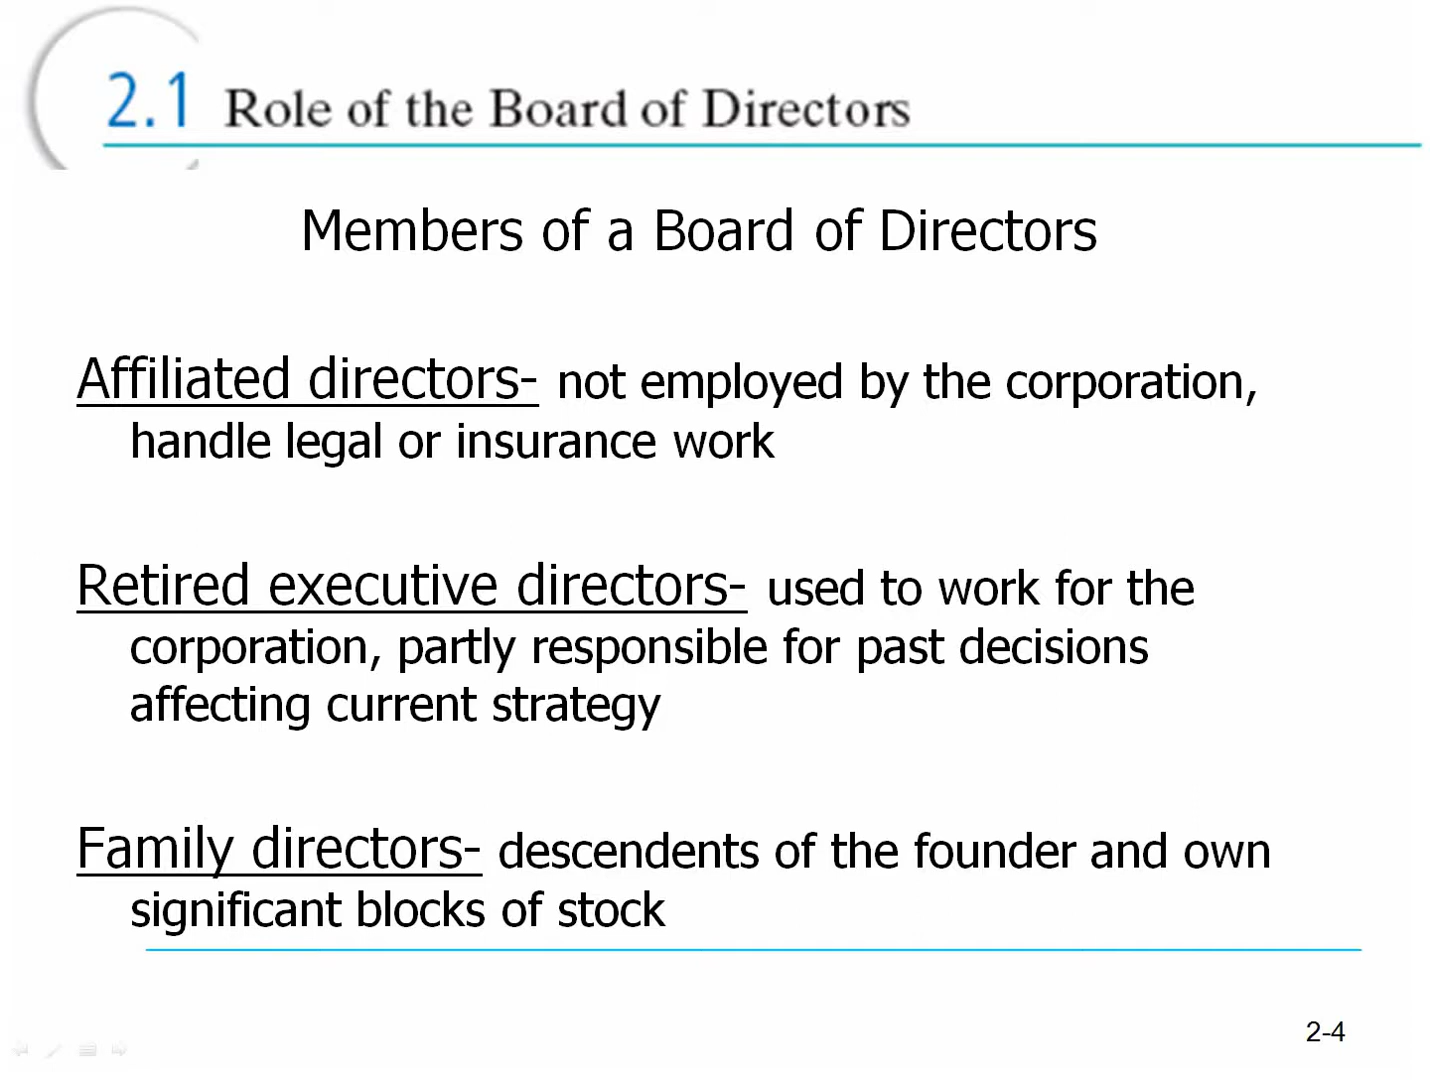 2.1 Role of the Board of Directors
Members of a Board of Directors
Affiliated directors- not employed by the corporation,
handle legal or insurance work
Retired executive directors- used to work for the
corporation, partly responsible for past decisions
affecting current strategy
Family directors- descendents of the founder and own
significant blocks of stock
2-4